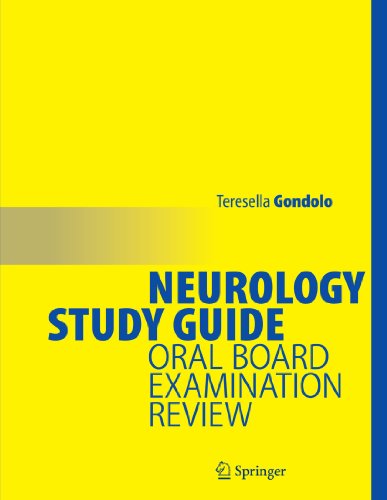 Teresella Gondolo
NEUROLOGY
STUDY GUIDE
ORAL BOARD
EXAMINATION
REVIEW
Springer